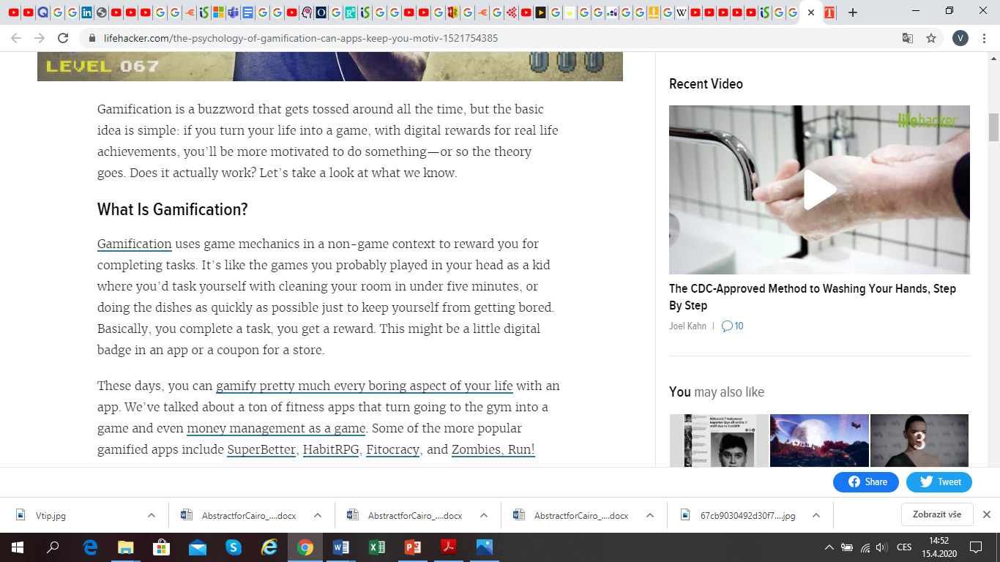 lifehacker.com/the-psychology-of-gamification-can-apps-keep-you-motiv-1521754385
V
LEVEL 067
Gamification is a buzzword that gets tossed around all the time, but the basic
idea is simple: if you turn your life into a game, with digital rewards for real life
achievements, you’ll be more motivated to do something—or so the theory
goes. Does it actually work? Let’s take a look at what we know.
What Is Gamification?
Gamification uses game mechanics in a non-game context to reward you for
completing tasks. It’s like the games you probably played in your head as a kid
where you’d task yourself with cleaning your room in under five minutes, or
doing the dishes as quickly as possible just to keep yourself from getting bored.
Basically, you complete a task, you get a reward. This might be a little digital
badge in an app or a coupon for a store.
These days, you can gamify pretty much every boring aspect of your life with an
app. We’ve talked about a ton of fitness apps that turn going to the gym into a
game and even money management as a game. Some of the more popular
gamified apps include SuperBetter, HabitRPG, Fitocracy, and Zombies, Run!
Recent Video
lifehacker
The CDC-Approved Method to Washing Your Hands, Step
By Step
Joel Kahn | 10
You may also like
Billboard / Hollywood
Reporter lays off entire
staff due to Covid19
3
Share
Tweet
Vtip.jpg
AbstractforCairo_....docx
AbstractforCairo_....docx
AbstractforCairo_....docx
67cb9030492d30f7....jpg
Zobrazit vše
CES
14:52
15.4.2020